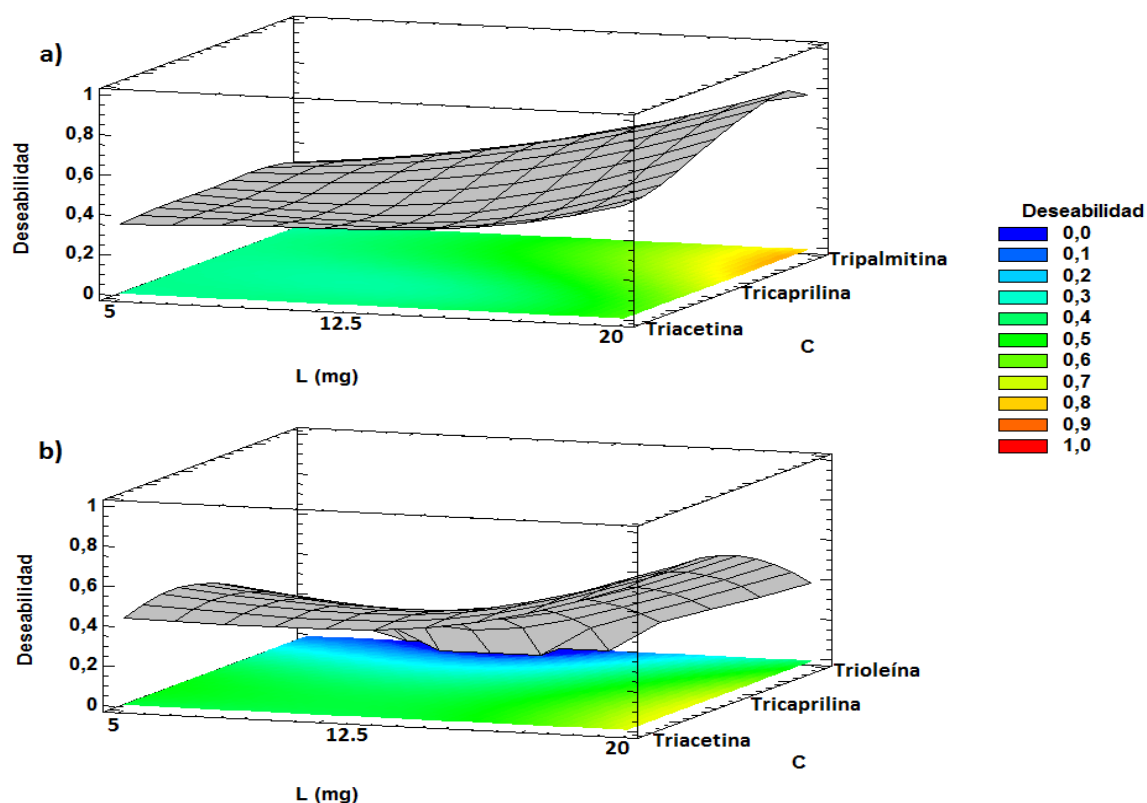 a)
1
0,8
0,6
0,4
0,2
0
Deseabilidad
5
12.5
20
L (mg)
Triacetina
Tricaprilina
Tripalmitina
C
Deseabilidad
0,0
0,1
0,2
0,3
0,4
0,5
0,6
0,7
0,8
0,9
1,0
b)
1
0,8
0,6
0,4
0,2
0
Deseabilidad
5
12.5
20
L (mg)
Triacetina
Tricaprilina
Trioleína
C